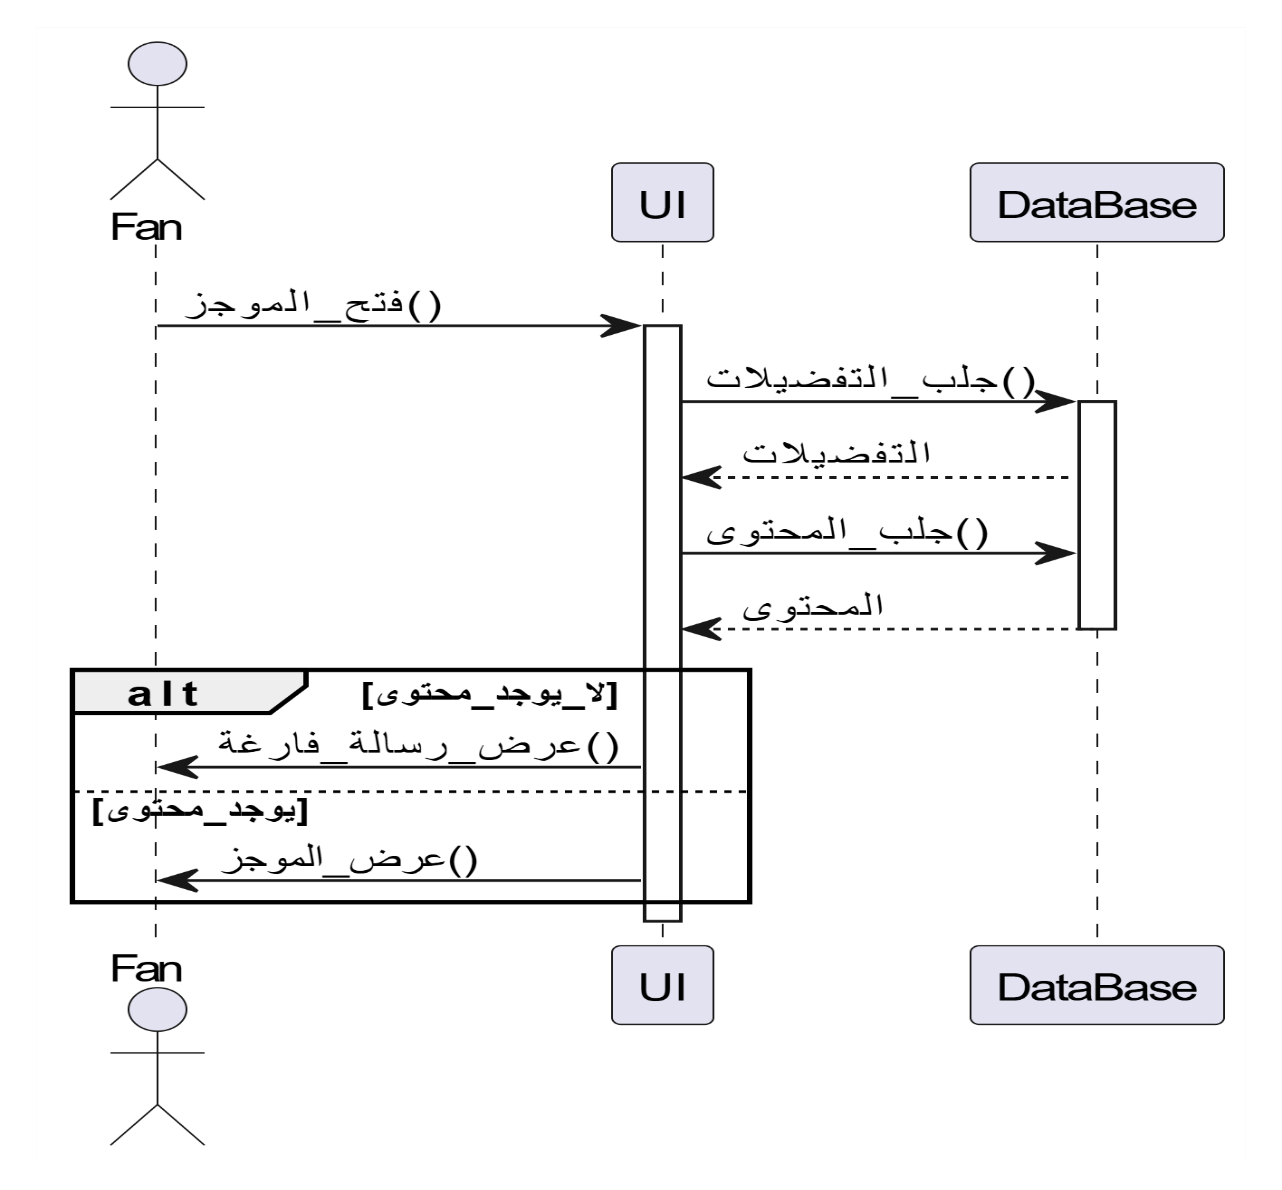 Fan
UI
DataBase
فتح_الموجز()
جلب_التفضيلات()
التفضيلات
جلب_المحتوى()
المحتوى
alt
[لا_يوجد_محتوى]
عرض_رسالة_فارغة()
[يوجد_محتوى]
عرض_الموجز()
Fan
UI
DataBase